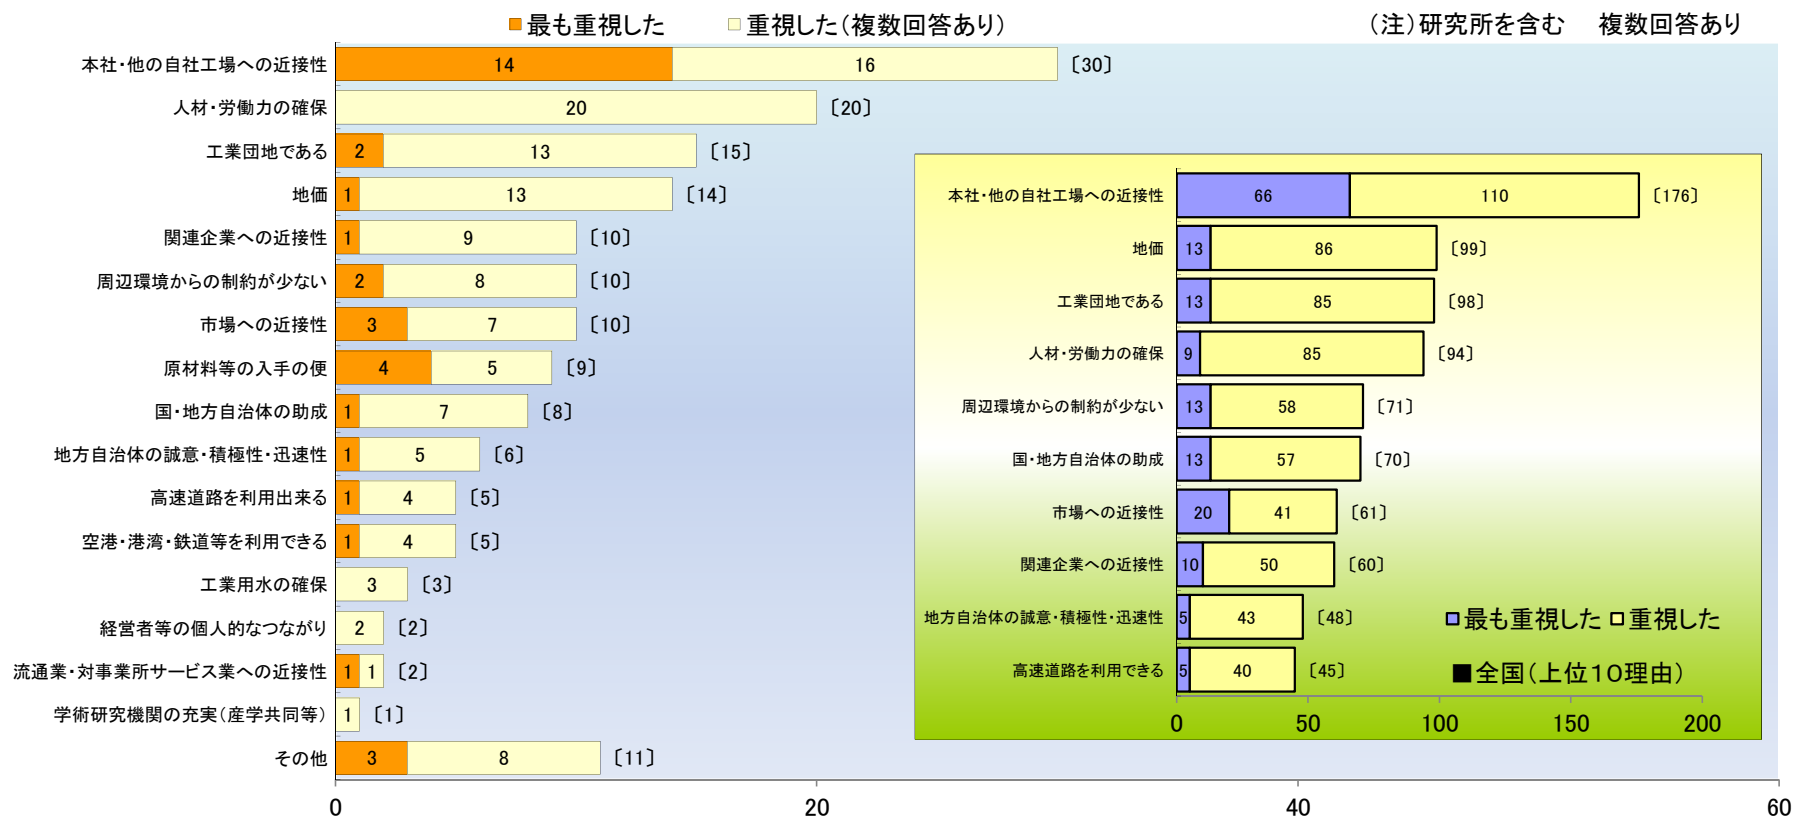 最も重視した 重視した(複数回答あり) (注)研究所を含む 複数回答あり
本社・他の自社工場への近接性 14 16 〔30〕
人材・労働力の確保 20 〔20〕
工業団地である 2 13 〔15〕
地価 1 13 〔14〕
関連企業への近接性 1 9 〔10〕
周辺環境からの制約が少ない 2 8 〔10〕
市場への近接性 3 7 〔10〕
原材料等の入手の便 4 5 〔9〕
国・地方自治体の助成 1 7 〔8〕
地方自治体の誠意・積極性・迅速性 1 5 〔6〕
高速道路を利用出来る 1 4 〔5〕
空港・港湾・鉄道等を利用できる 1 4 〔5〕
工業用水の確保 3 〔3〕
経営者等の個人的なつながり 2 〔2〕
流通業・対事業所サービス業への近接性 1 1 〔2〕
学術研究機関の充実(産学共同等) 1 〔1〕
その他 3 8 〔11〕
0 20 40 60
本社・他の自社工場への近接性 66 110 〔176〕
地価 13 86 〔99〕
工業団地である 13 85 〔98〕
人材・労働力の確保 9 85 〔94〕
周辺環境からの制約が少ない 13 58 〔71〕
国・地方自治体の助成 13 57 〔70〕
市場への近接性 20 41 〔61〕
関連企業への近接性 10 50 〔60〕
地方自治体の誠意・積極性・迅速性 5 43 〔48〕
最も重視した 重視した
高速道路を利用できる 5 40 〔45〕
■全国(上位10理由)
0 50 100 150 200